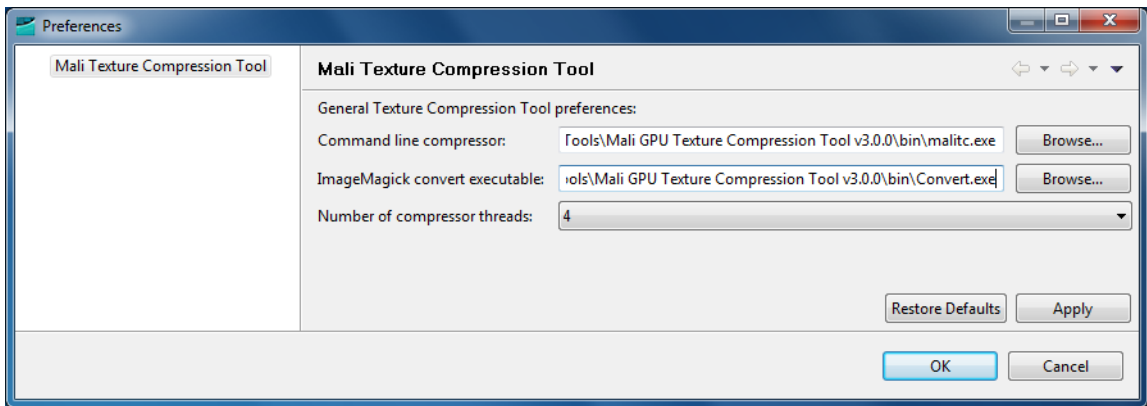 Preferences
Mali Texture Compression Tool
Mali Texture Compression Tool
General Texture Compression Tool preferences:
Command line compressor: Tools\Mali GPU Texture Compression Tool v3.0.0\bin\malitc.exe Browse...
ImageMagick convert executable: ools\Mali GPU Texture Compression Tool v3.0.0\bin\Convert.exe Browse...
Number of compressor threads: 4
Restore Defaults Apply
OK Cancel